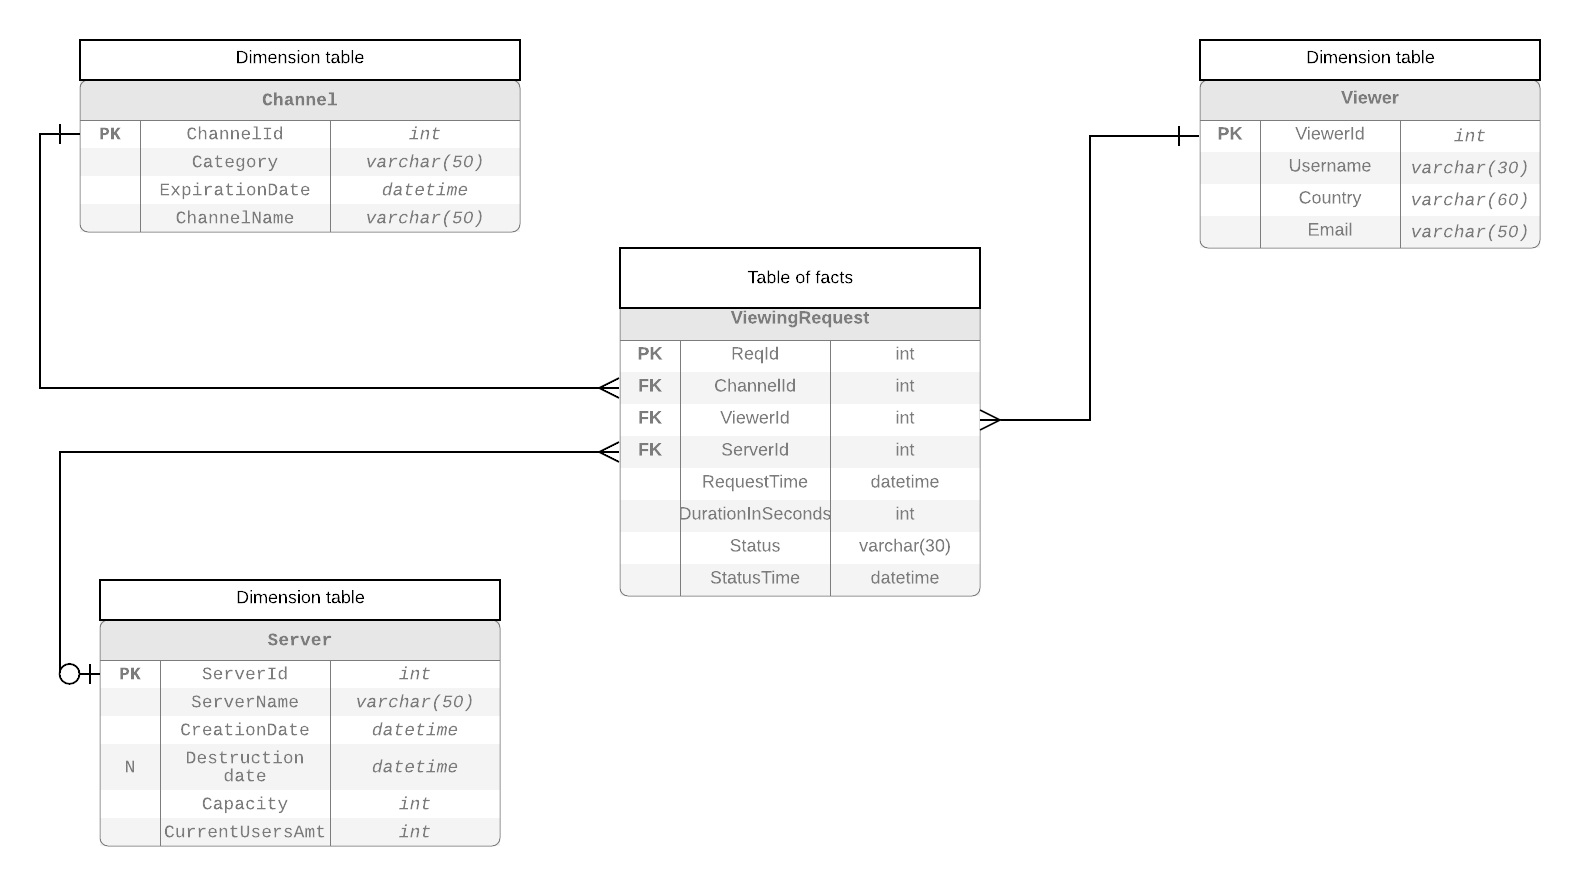 Dimension table
Channel
PK ChannelId int
Category varchar(50)
ExpirationDate datetime
ChannelName varchar(50)
Dimension table
Viewer
PK ViewerId int
Username varchar(30)
Country varchar(60)
Email varchar(50)
Table of facts
ViewingRequest
PK ReqId int
FK ChannelId int
FK ViewerId int
FK ServerId int
RequestTime datetime
DurationInSeconds int
Status varchar(30)
StatusTime datetime
Dimension table
Server
PK ServerId int
ServerName varchar(50)
CreationDate datetime
N Destruction
date datetime
Capacity int
CurrentUsersAmt int